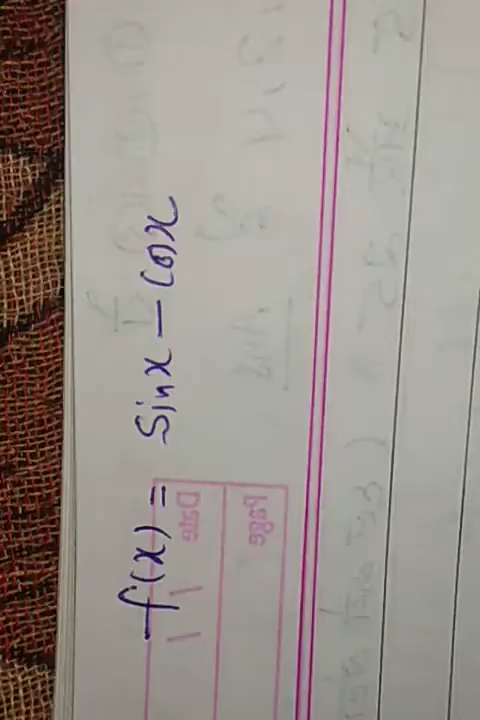 f(x) = Sinx - Cosx
Page
Date